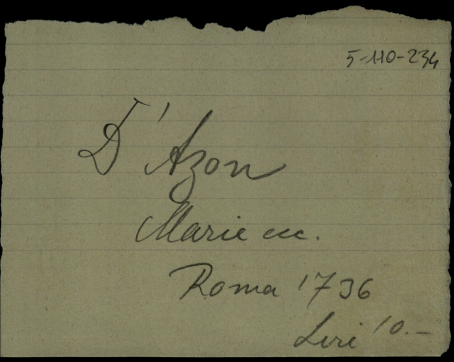 5-110-234
D'Azon
Marie ecc.
Roma 1736
Lire 10.-